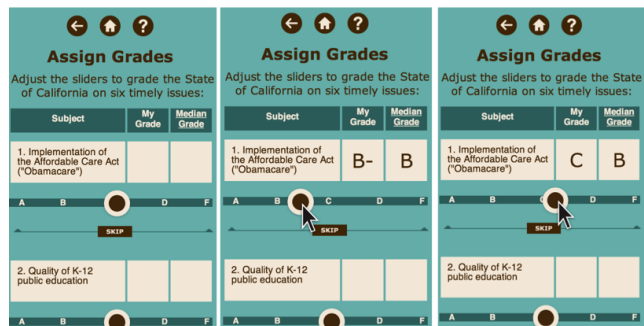 ?
Assign Grades
Adjust the sliders to grade the State
of California on six timely issues:
Subject My Grade Median Grade
1. Implementation of
the Affordable Care Act
("Obamacare")
A B D F
SKIP
2. Quality of K-12
public education
A B D F
?
Assign Grades
Adjust the sliders to grade the State
of California on six timely issues:
Subject My Grade Median Grade
1. Implementation of
the Affordable Care Act
("Obamacare")
B- B
A B C D F
SKIP
2. Quality of K-12
public education
A B D F
?
Assign Grades
Adjust the sliders to grade the State
of California on six timely issues:
Subject My Grade Median Grade
1. Implementation of
the Affordable Care Act
("Obamacare")
C B
A B C D F
SKIP
2. Quality of K-12
public education
A B D F